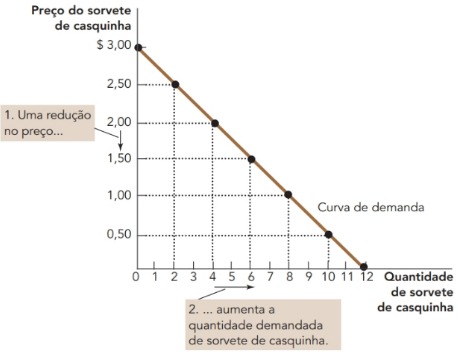 Preço do sorvete
de casquinha
$ 3,00
2,50
1. Uma redução
no preço...
2,00
1,50
1,00
Curva de demanda
0,50
0 1 2 3 4 5 6 7 8 9 10 11 12
Quantidade
de sorvete
de casquinha
2. ... aumenta a
quantidade demandada
de sorvete de casquinha.